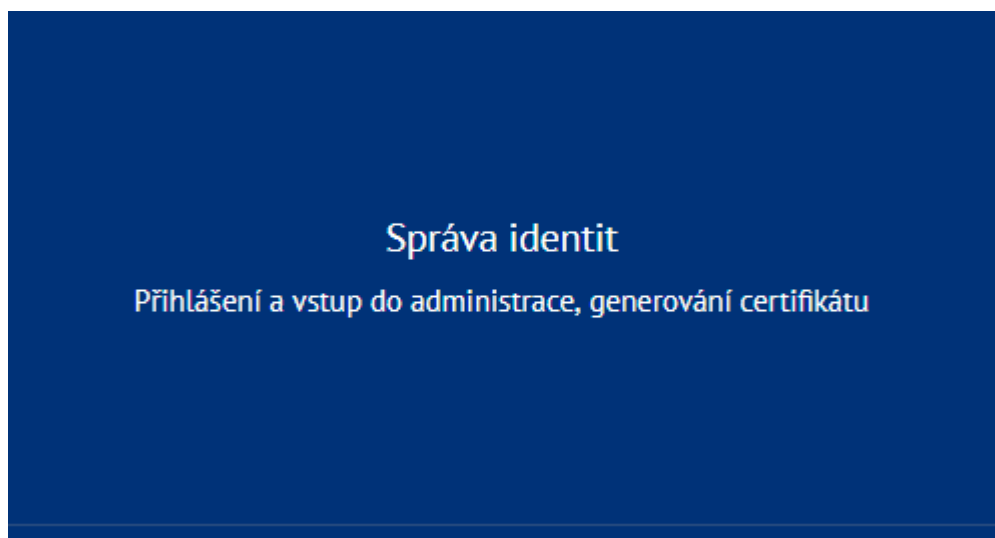 Správa identit
Přihlášení a vstup do administrace, generování certifikátu